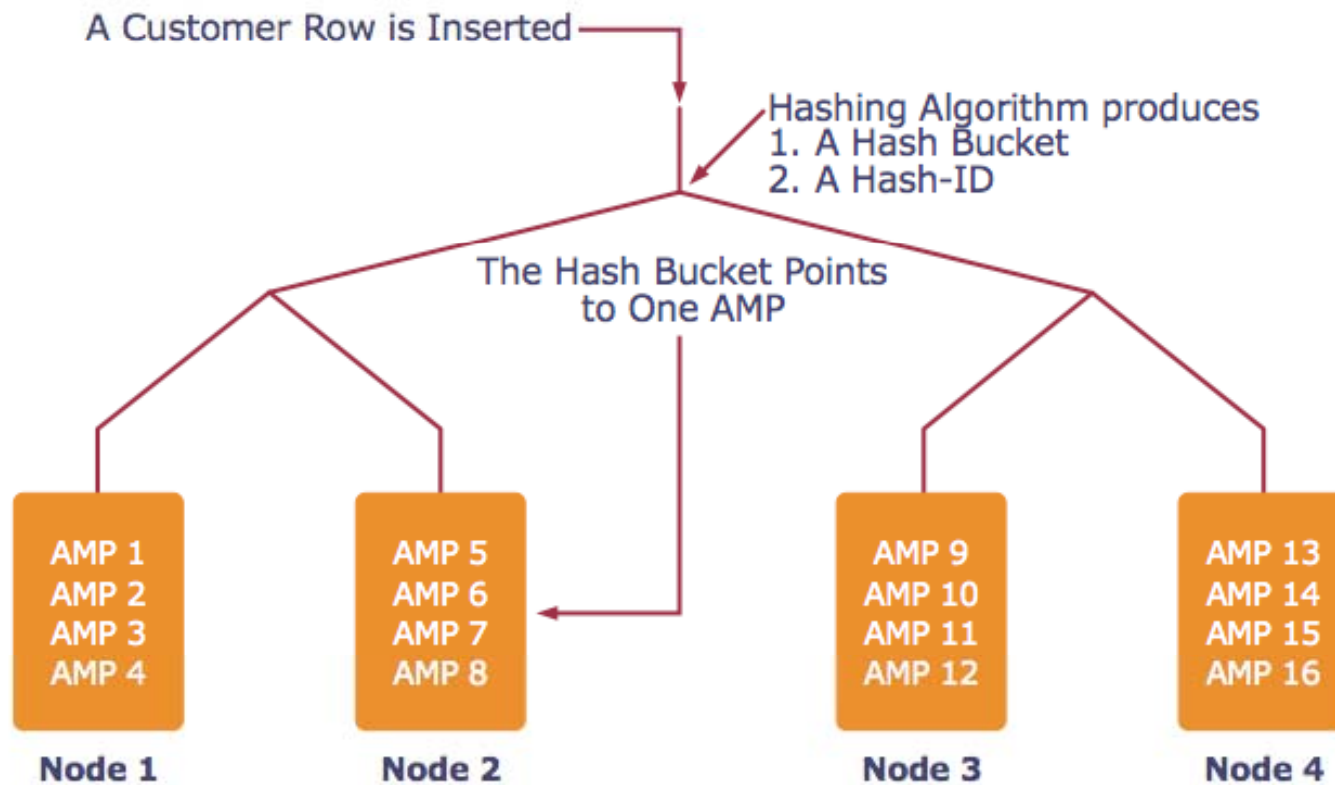 A Customer Row is Inserted
Hashing Algorithm produces
1. A Hash Bucket
2. A Hash-ID
The Hash Bucket Points
to One AMP
AMP 1
AMP 2
AMP 3
AMP 4
Node 1
AMP 5
AMP 6
AMP 7
AMP 8
Node 2
AMP 9
AMP 10
AMP 11
AMP 12
Node 3
AMP 13
AMP 14
AMP 15
AMP 16
Node 4